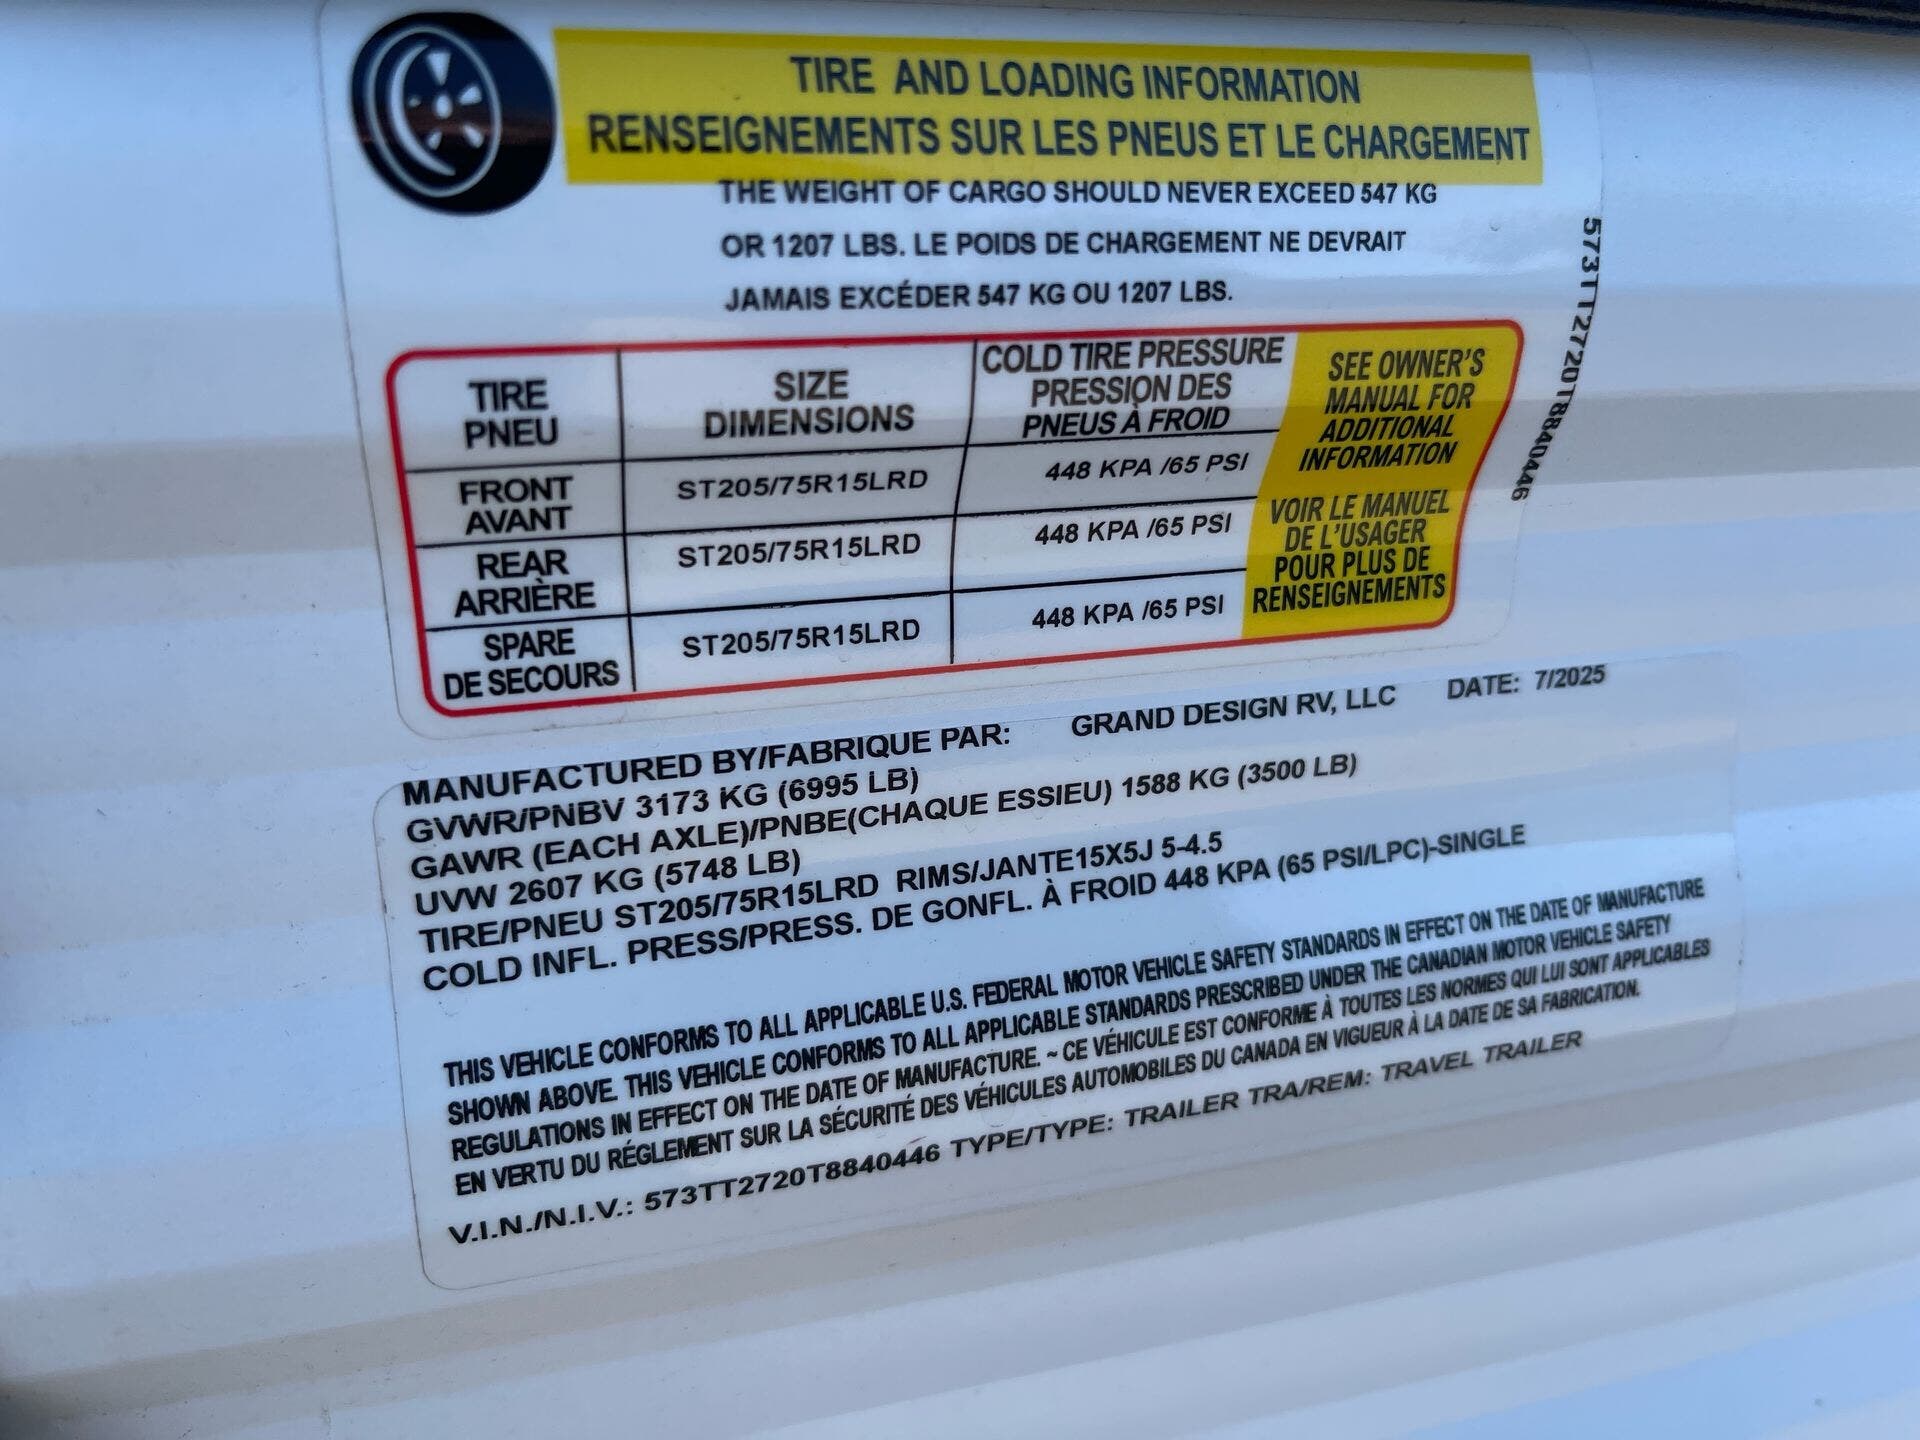 TIRE AND LOADING INFORMATION
RENSEIGNEMENTS SUR LES PNEUS ET LE CHARGEMENT
THE WEIGHT OF CARGO SHOULD NEVER EXCEED 547 KG
OR 1207 LBS. LE POIDS DE CHARGEMENT NE DEVRAIT
JAMAIS EXCÉDER 547 KG OU 1207 LBS.
TIRE
PNEU
SIZE
DIMENSIONS
COLD TIRE PRESSURE
PRESSION DES
PNEUS À FROID
FRONT
AVANT
ST205/75R15LRD
448 KPA /65 PSI
REAR
ARRIÈRE
ST205/75R15LRD
448 KPA /65 PSI
SPARE
DE SECOURS
ST205/75R15LRD
448 KPA /65 PSI
SEE OWNER'S
MANUAL FOR
ADDITIONAL
INFORMATION
VOIR LE MANUEL
DE L'USAGER
POUR PLUS DE
RENSEIGNEMENTS
573TT2720T8840446
MANUFACTURED BY/FABRIQUE PAR: GRAND DESIGN RV, LLC DATE: 7/2025
GVWR/PNBV 3173 KG (6995 LB)
GAWR (EACH AXLE)/PNBE(CHAQUE ESSIEU) 1588 KG (3500 LB)
UVW 2607 KG (5748 LB)
TIRE/PNEU ST205/75R15LRD RIMS/JANTE15X5J 5-4.5
COLD INFL. PRESS/PRESS. DE GONFL. À FROID 448 KPA (65 PSI/LPC)-SINGLE
THIS VEHICLE CONFORMS TO ALL APPLICABLE U.S. FEDERAL MOTOR VEHICLE SAFETY STANDARDS IN EFFECT ON THE DATE OF MANUFACTURE
SHOWN ABOVE. THIS VEHICLE CONFORMS TO ALL APPLICABLE STANDARDS PRESCRIBED UNDER THE CANADIAN MOTOR VEHICLE SAFETY
REGULATIONS IN EFFECT ON THE DATE OF MANUFACTURE. ~ CE VÉHICULE EST CONFORME À TOUTES LES NORMES QUI LUI SONT APPLICABLES
EN VERTU DU RÉGLEMENT SUR LA SÉCURITÉ DES VÉHICULES AUTOMOBILES DU CANADA EN VIGUEUR À LA DATE DE SA FABRICATION.
V.I.N./N.I.V.: 573TT2720T8840446 TYPE/TYPE: TRAILER TRA/REM: TRAVEL TRAILER